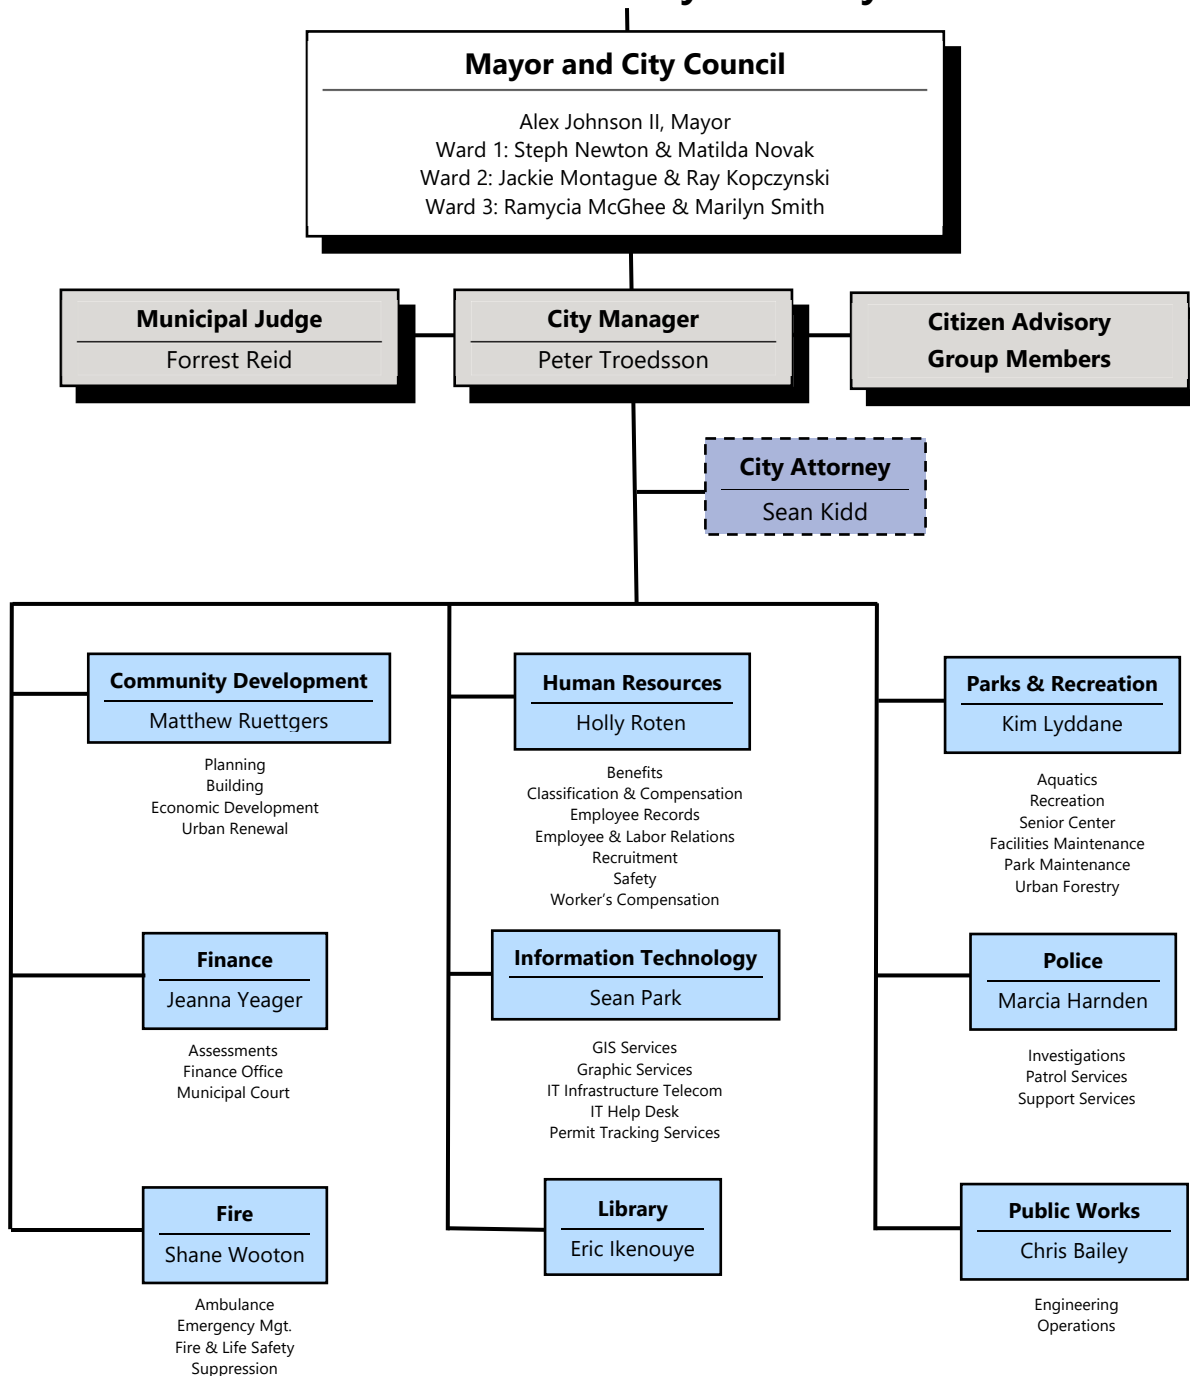 Mayor and City Council
Alex Johnson II, Mayor
Ward 1: Steph Newton & Matilda Novak
Ward 2: Jackie Montague & Ray Kopczynski
Ward 3: Ramycia McGhee & Marilyn Smith
Municipal Judge
Forrest Reid
City Manager
Peter Troedsson
Citizen Advisory
Group Members
City Attorney
Sean Kidd
Community Development
Matthew Ruettgers
Planning
Building
Economic Development
Urban Renewal
Human Resources
Holly Roten
Benefits
Classification & Compensation
Employee Records
Employee & Labor Relations
Recruitment
Safety
Worker’s Compensation
Parks & Recreation
Kim Lyddane
Aquatics
Recreation
Senior Center
Facilities Maintenance
Park Maintenance
Urban Forestry
Finance
Jeanna Yeager
Assessments
Finance Office
Municipal Court
Information Technology
Sean Park
GIS Services
Graphic Services
IT Infrastructure Telecom
IT Help Desk
Permit Tracking Services
Police
Marcia Harnden
Investigations
Patrol Services
Support Services
Fire
Shane Wooton
Ambulance
Emergency Mgt.
Fire & Life Safety
Suppression
Library
Eric Ikenouye
Public Works
Chris Bailey
Engineering
Operations